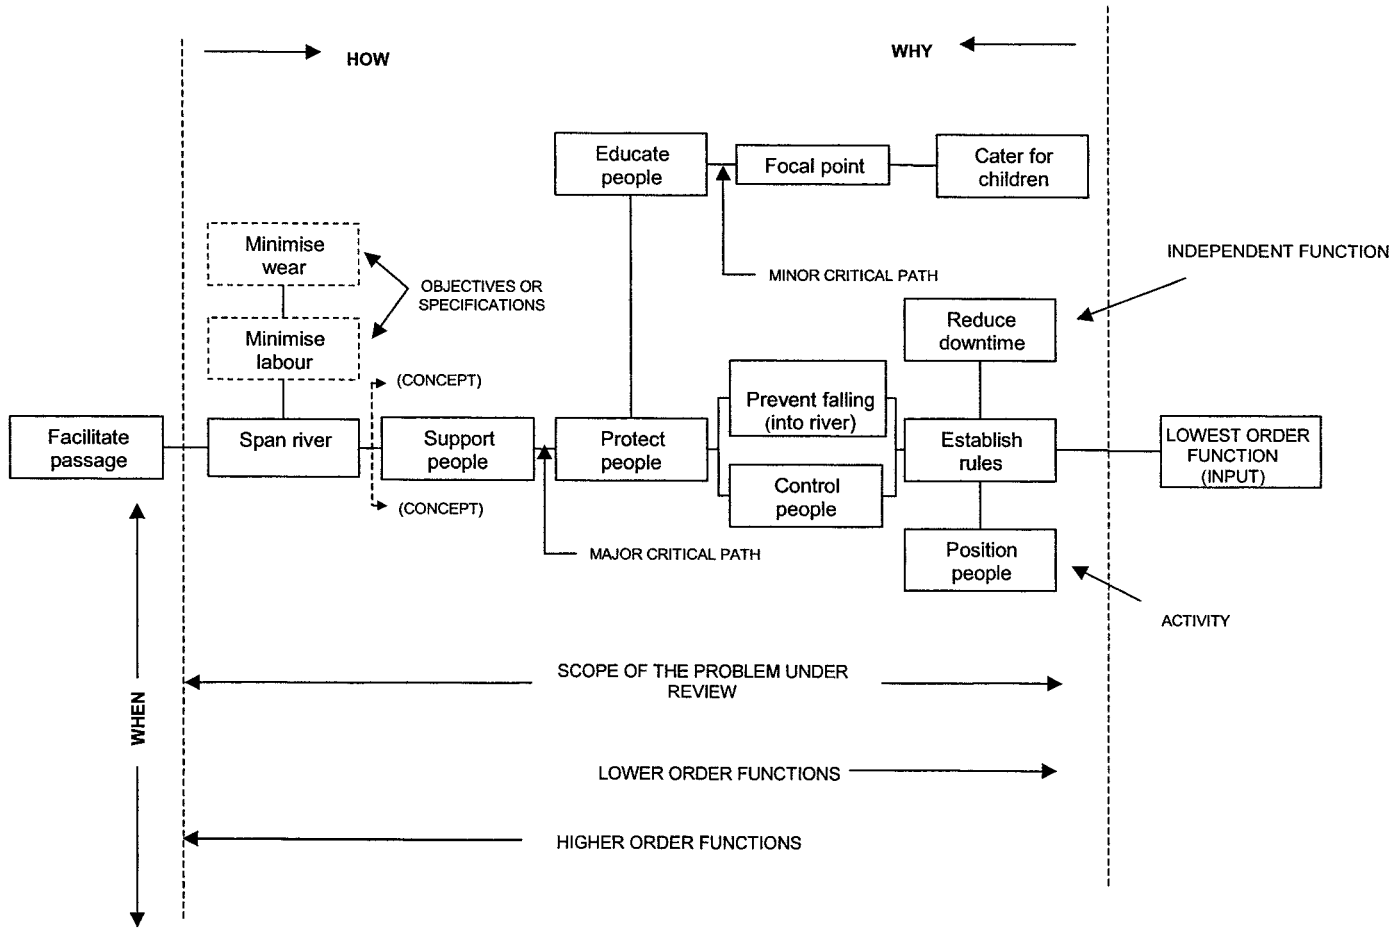 HOW
WHY
Educate
people
Focal point
Cater for
children
Minimise
wear
OBJECTIVES OR
SPECIFICATIONS
MINOR CRITICAL PATH
INDEPENDENT FUNCTION
Minimise
labour
Reduce
downtime
(CONCEPT)
Facilitate
passage
Span river
Support
people
Protect
people
Prevent falling
(into river)
Establish
rules
LOWEST ORDER
FUNCTION
(INPUT)
Control
people
(CONCEPT)
MAJOR CRITICAL PATH
Position
people
ACTIVITY
WHEN
SCOPE OF THE PROBLEM UNDER
REVIEW
LOWER ORDER FUNCTIONS
HIGHER ORDER FUNCTIONS